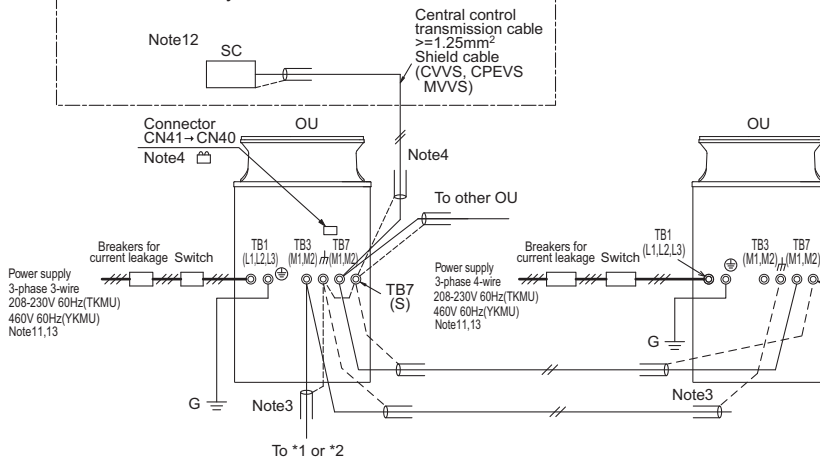 Central control
transmission cable
>=1.25mm²
Shield cable
(CVVS, CPEVS
MVVS)
Note12
SC
Connector
CN41→CN40
Note4
OU
Note4
To other OU
OU
Breakers for
current leakage
Switch
TB1
(L1,L2,L3)
TB3
(M1,M2)
TB7
(M1,M2)
Power supply
3-phase 3-wire
208-230V 60Hz(TKMU)
460V 60Hz(YKMU)
Note11,13
TB7
(S)
Breakers for
current leakage
Switch
TB1
(L1,L2,L3)
TB3
(M1,M2)
TB7
(M1,M2)
Power supply
3-phase 4-wire
208-230V 60Hz(TKMU)
460V 60Hz(YKMU)
Note11,13
G
G
Note3
Note3
To *1 or *2